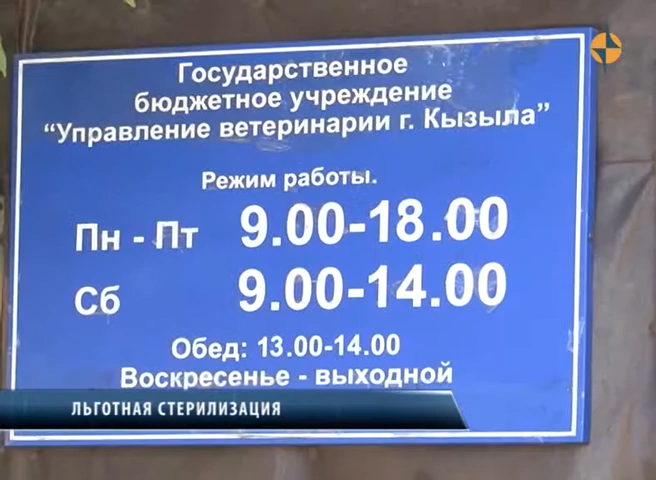 Государственное
бюджетное учреждение
“Управление ветеринарии г. Кызыла”
Режим работы.
Пн - Пт 9.00-18.00
Сб 9.00-14.00
Обед: 13.00-14.00
Воскресенье - выходной
ЛЬГОТНАЯ СТЕРИЛИЗАЦИЯ